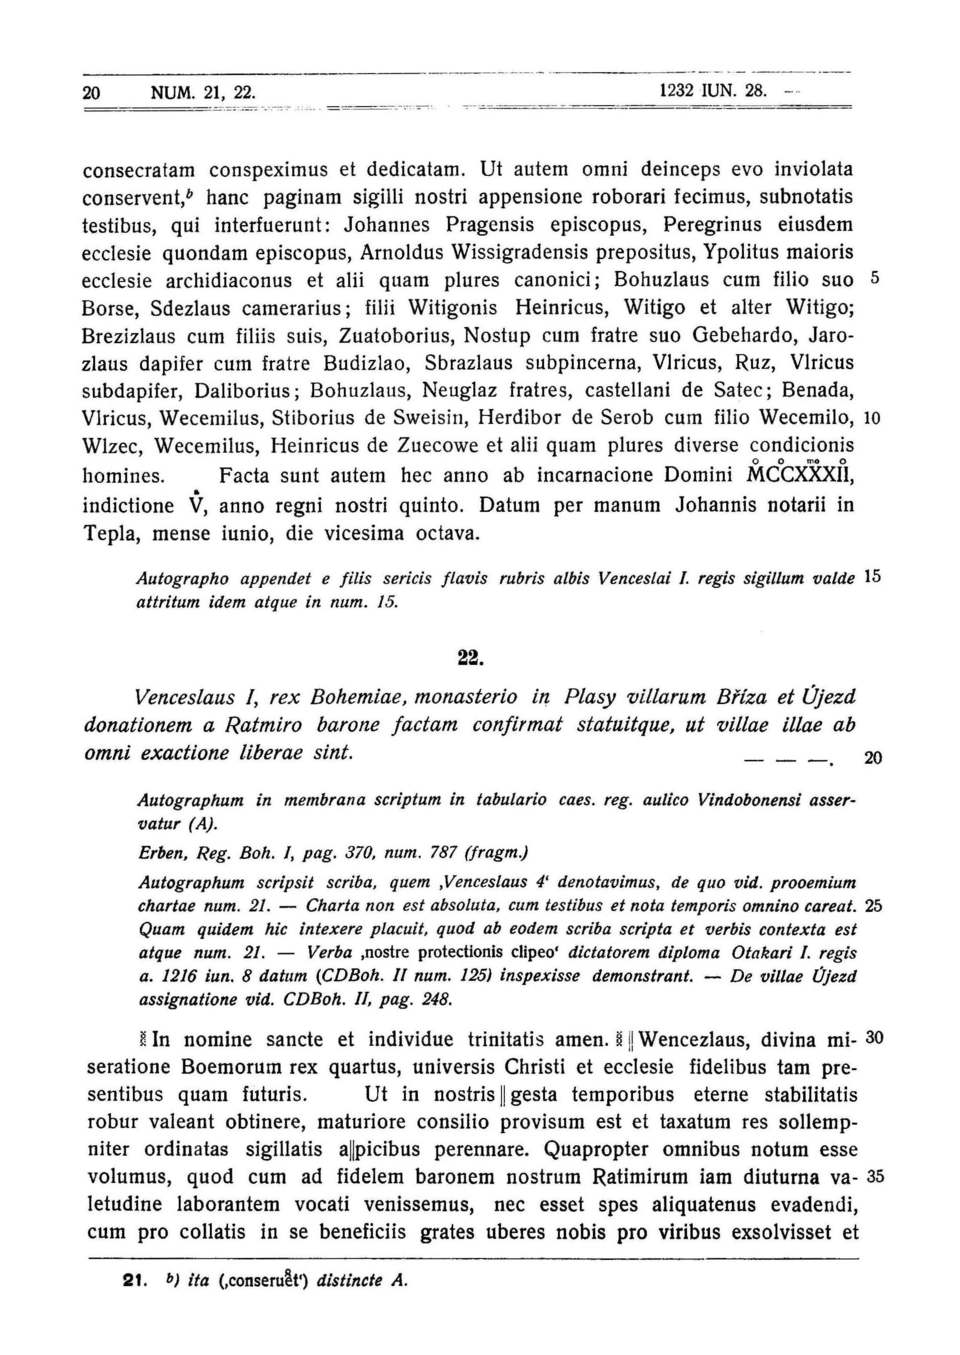 20 NUM. 21, 22. 1232 IUN. 28. —
consecratam conspeximus et dedicatam. Ut autem omni deinceps evo inviolata
conservent,ᵇ hanc paginam sigilli nostri appensione roborari fecimus, subnotatis
testibus, qui interfuerunt: Johannes Pragensis episcopus, Peregrinus eiusdem
ecclesie quondam episcopus, Arnoldus Wissigradensis prepositus, Ypolitus maioris
ecclesie archidiaconus et alii quam plures canonici; Bohuzlaus cum filio suo 5
Borse, Sdezlaus camerarius; filii Witigonis Heinricus, Witigo et alter Witigo;
Brezizlaus cum filiis suis, Zuatoborius, Nostup cum fratre suo Gebehardo, Jaro-
zlaus dapifer cum fratre Budizlao, Sbrazlaus subpincerna, Vlricus, Ruz, Vlricus
subdapifer, Daliborius; Bohuzlaus, Neuglaz fratres, castellani de Satec; Benada,
Vlricus, Wecemilus, Stiborius de Sweisin, Herdibor de Serob cum filio Wecemilo, 10
Wlzec, Wecemilus, Heinricus de Zuecowe et alii quam plures diverse condicionis
homines. Facta sunt autem hec anno ab incarnacione Domini M̊C̊CXXXII̊,
indictione V, anno regni nostri quinto. Datum per manum Johannis notarii in
Tepla, mense iunio, die vicesima octava.
Autographo appendet e filis sericis flavis rubris albis Venceslai I. regis sigillum valde 15
attritum idem atque in num. 15.
22.
Venceslaus I, rex Bohemiae, monasterio in Plasy villarum Bříza et Újezd
donationem a Ratmiro barone factam confirmat statuitque, ut villae illae ab
omni exactione liberae sint. — — —. 20
Autographum in membrana scriptum in tabulario caes. reg. aulico Vindobonensi asser-
vatur (A).
Erben, Reg. Boh. I, pag. 370, num. 787 (fragm.)
Autographum scripsit scriba, quem ‚Venceslaus 4‘ denotavimus, de quo vid. prooemium
chartae num. 21. — Charta non est absoluta, cum testibus et nota temporis omnino careat. 25
Quam quidem hic intexere placuit, quod ab eodem scriba scripta et verbis contexta est
atque num. 21. — Verba ‚nostre protectionis clipeo‘ dictatorem diploma Otakari I. regis
a. 1216 iun. 8 datum (CDBoh. II num. 125) inspexisse demonstrant. — De villae Újezd
assignatione vid. CDBoh. II, pag. 248.
In nomine sancte et individue trinitatis amen. || Wencezlaus, divina mi- 30
seratione Boemorum rex quartus, universis Christi et ecclesie fidelibus tam pre-
sentibus quam futuris. Ut in nostris || gesta temporibus eterne stabilitatis
robur valeant obtinere, maturiore consilio provisum est et taxatum res sollemp-
niter ordinatas sigillatis a||picibus perennare. Quapropter omnibus notum esse
volumus, quod cum ad fidelem baronem nostrum Ratimirum iam diuturna va- 35
letudine laborantem vocati venissemus, nec esset spes aliquatenus evadendi,
cum pro collatis in se beneficiis grates uberes nobis pro viribus exsolvisset et
21. b) ita (‚conseruet‘) distincte A.